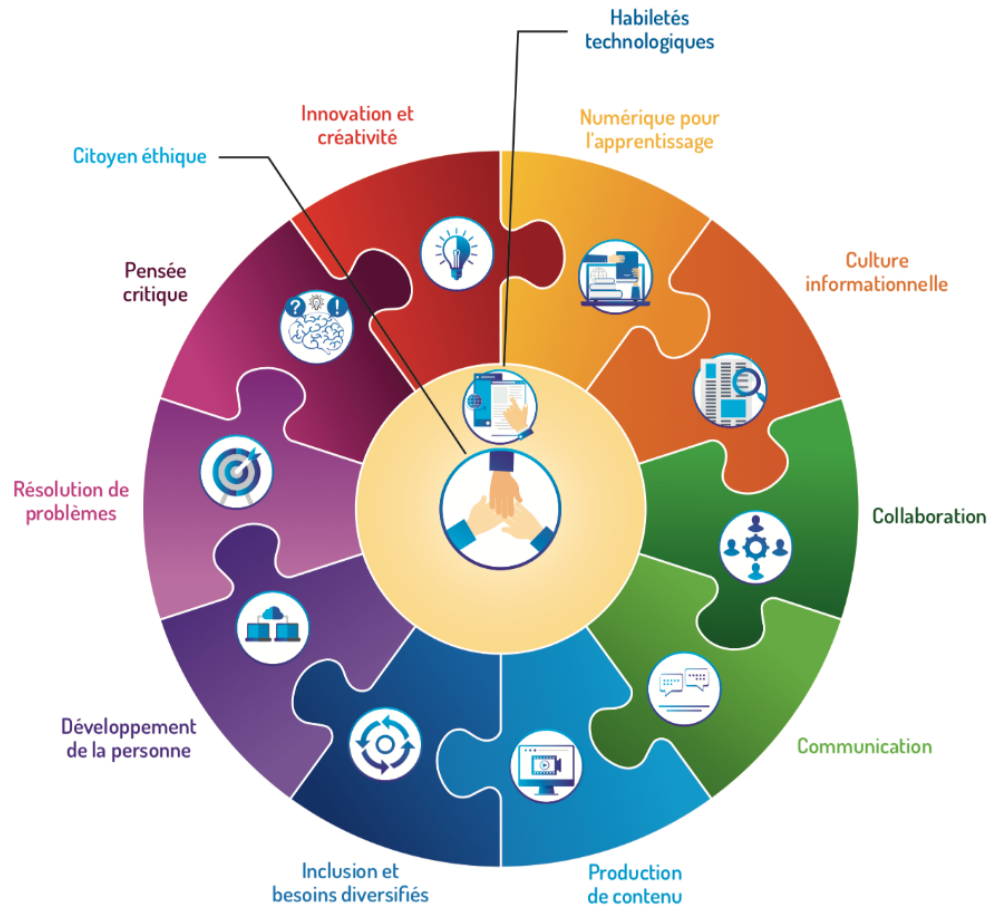 Habiletés
technologiques
Innovation et
créativité
Numérique pour
l'apprentissage
Citoyen éthique
Pensée
critique
Culture
informationnelle
?
!
Résolution de
problèmes
Collaboration
Développement
de la personne
Communication
Inclusion et
besoins diversifiés
Production
de contenu